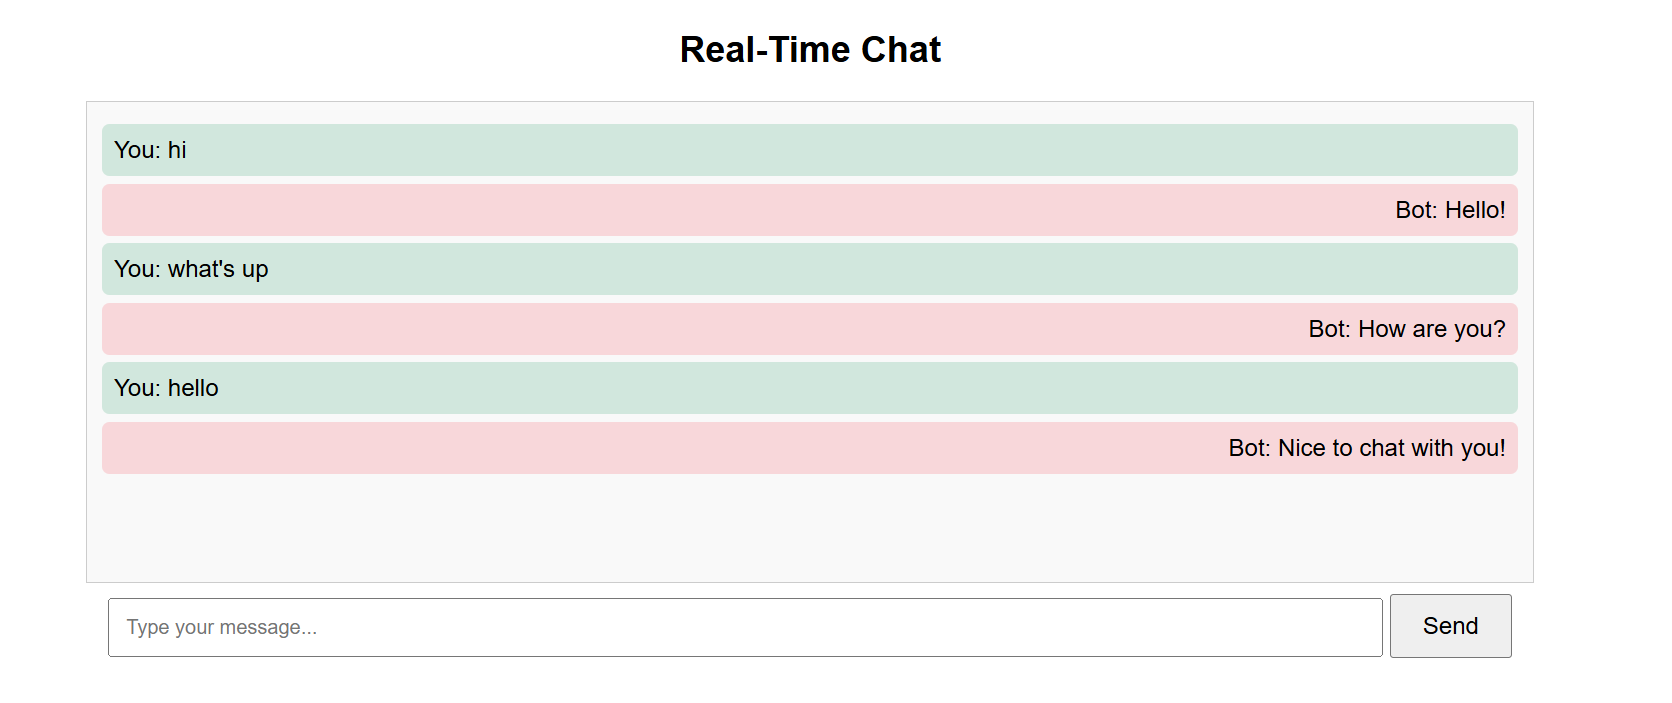 Real-Time Chat
You: hi
Bot: Hello!
You: what's up
Bot: How are you?
You: hello
Bot: Nice to chat with you!
Type your message...
Send